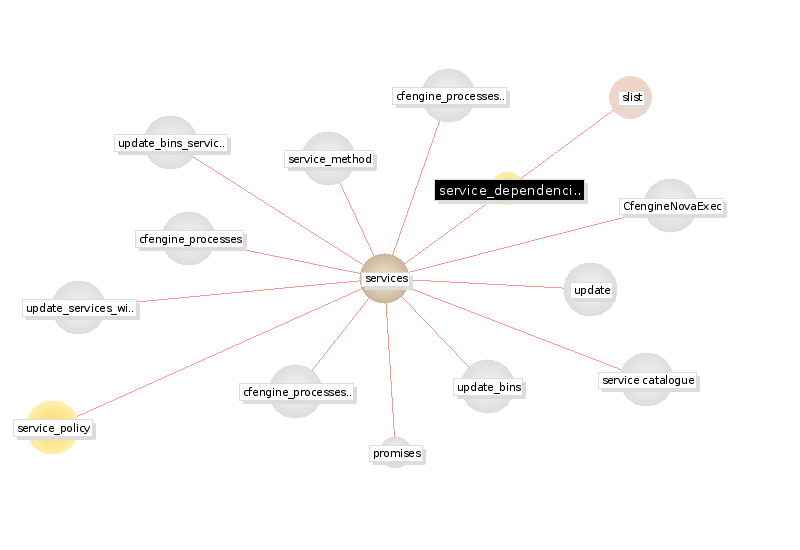 cfengine_processes..
slist
update_bins_servic..
service_method
service_dependenci..
CfengineNovaExec
cfengine_processes
services
update
update_services_wi..
service catalogue
update_bins
cfengine_processes..
service_policy
promises